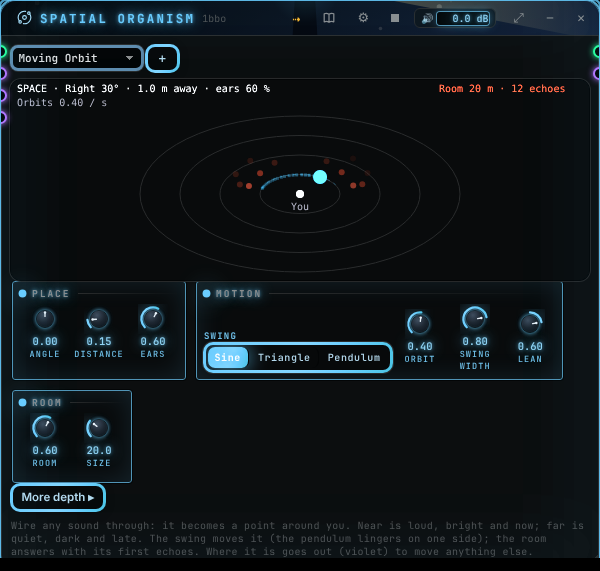 SPATIAL ORGANISM 1bbo 0.0 dB
Moving Orbit +
SPACE · Right 30° · 1.0 m away · ears 60 % Room 20 m · 12 echoes
Orbits 0.40 / s
You
PLACE MOTION
SWING
Sine Triangle Pendulum
0.00 0.15 0.60 0.40 0.80 0.60
ANGLE DISTANCE EARS ORBIT SWING WIDTH LEAN
ROOM
0.60 20.0
ROOM SIZE
More depth ▸
Wire any sound through: it becomes a point around you. Near is loud, bright and now; far is
quiet, dark and late. The swing moves it (the pendulum lingers on one side); the room
answers with its first echoes. Where it is goes out (violet) to move anything else.